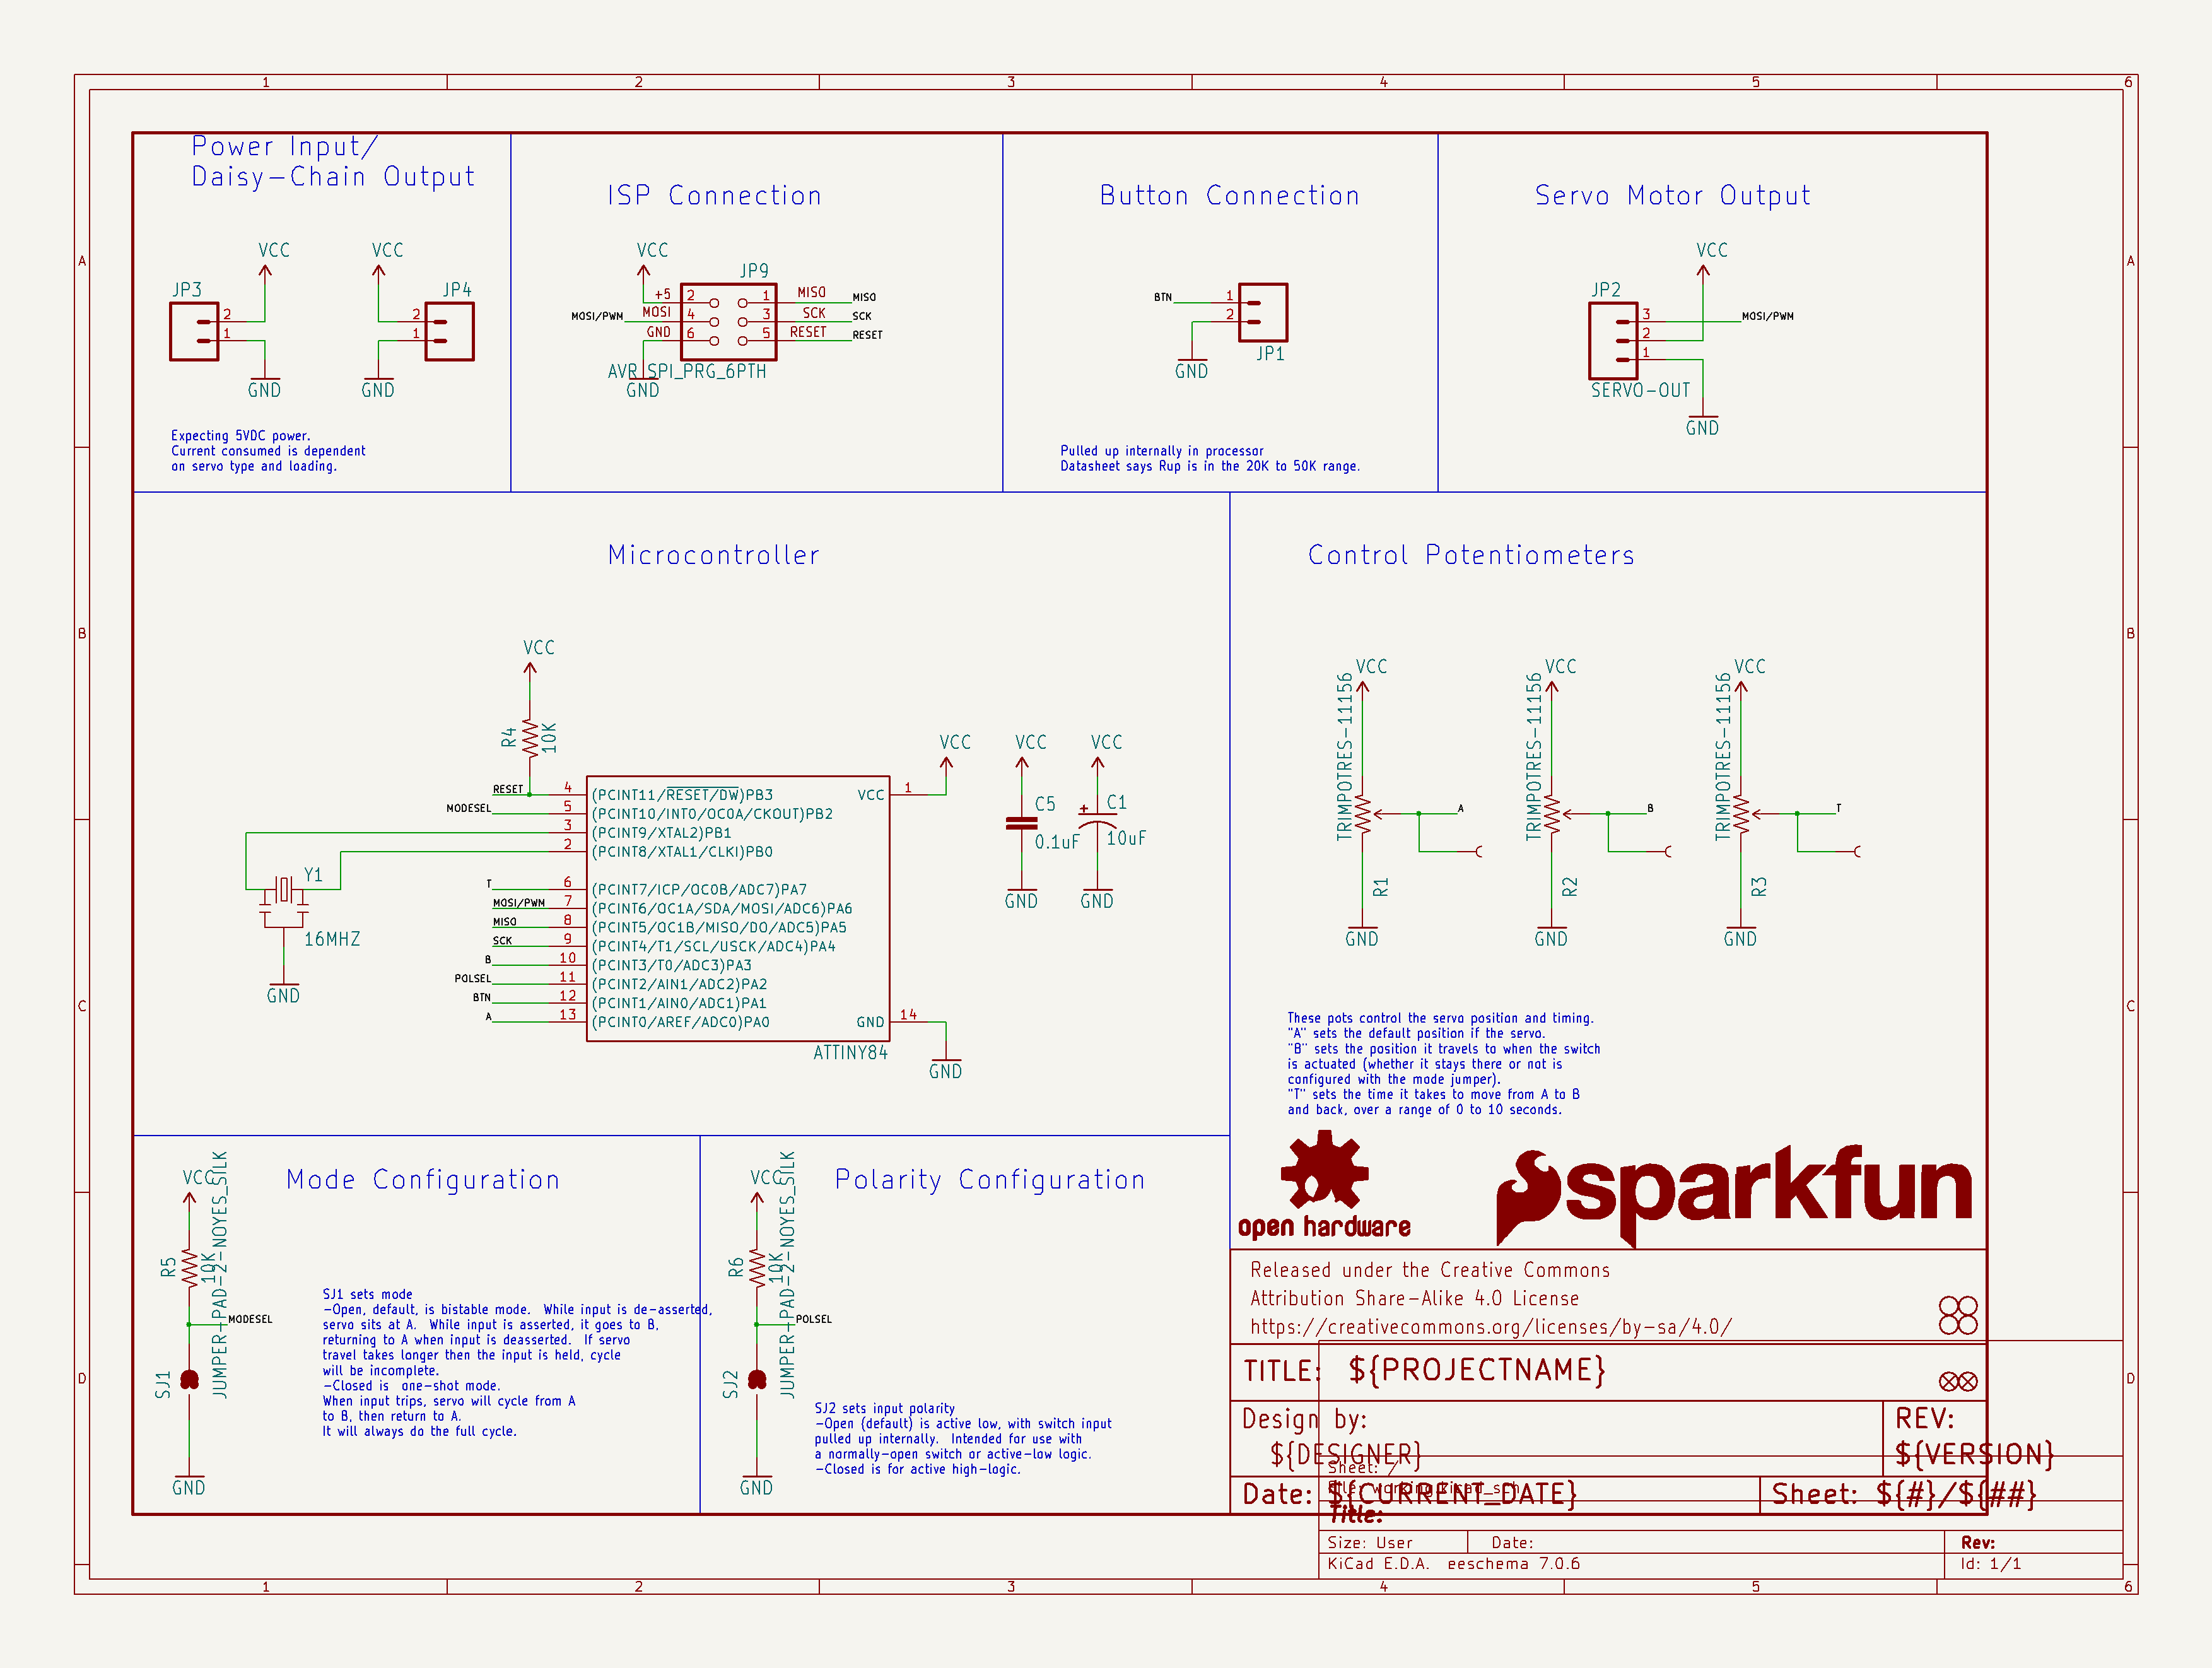 1 2 3 4 5 6
Power Input/
Daisy-Chain Output
ISP Connection
Button Connection
Servo Motor Output
A
A
VCC
VCC
JP3
JP4
2
1
2
1
GND
GND
Expecting 5VDC power.
Current consumed is dependent
on servo type and loading.
VCC
JP9
+5 2 1 MISO MISO
MOSI/PWM MOSI 4 3 SCK SCK
GND 6 5 RESET RESET
AVR_SPI_PRG_6PTH
GND
BTN 1
2
JP1
GND
Pulled up internally in processor
Datasheet says Rup is in the 20K to 50K range.
VCC
JP2
3 MOSI/PWM
2
1
SERVO-OUT
GND
Microcontroller
Control Potentiometers
B
B
VCC
R4
10K
RESET 4 (PCINT11/RESET/DW)PB3
MODESEL 5 (PCINT10/INT0/OC0A/CKOUT)PB2
3 (PCINT9/XTAL2)PB1
2 (PCINT8/XTAL1/CLKI)PB0
T 6 (PCINT7/ICP/OC0B/ADC7)PA7
MOSI/PWM 7 (PCINT6/OC1A/SDA/MOSI/ADC6)PA6
MISO 8 (PCINT5/OC1B/MISO/DO/ADC5)PA5
SCK 9 (PCINT4/T1/SCL/USCK/ADC4)PA4
B 10 (PCINT3/T0/ADC3)PA3
POLSEL 11 (PCINT2/AIN1/ADC2)PA2
BTN 12 (PCINT1/AIN0/ADC1)PA1
A 13 (PCINT0/AREF/ADC0)PA0
VCC 1
GND 14
ATTINY84
VCC
GND
Y1
16MHZ
GND
VCC
C5
0.1uF
GND
VCC
+
C1
10uF
GND
VCC
TRIMPOTRES-11156
A
R1
GND
VCC
TRIMPOTRES-11156
B
R2
GND
VCC
TRIMPOTRES-11156
T
R3
GND
C
C
These pots control the servo position and timing.
"A" sets the default position if the servo.
"B" sets the position it travels to when the switch
is actuated (whether it stays there or not is
configured with the mode jumper).
"T" sets the time it takes to move from A to B
and back, over a range of 0 to 10 seconds.
Mode Configuration
VCC
R5
10K
JUMPER-PAD-2-NOYES_SILK
MODESEL
SJ1
GND
SJ1 sets mode
-Open, default, is bistable mode.  While input is de-asserted,
servo sits at A.  While input is asserted, it goes to B,
returning to A when input is deasserted.  If servo
travel takes longer then the input is held, cycle
will be incomplete.
-Closed is  one-shot mode.
When input trips, servo will cycle from A
to B, then return to A.
It will always do the full cycle.
Polarity Configuration
VCC
R6
10K
JUMPER-PAD-2-NOYES_SILK
POLSEL
SJ2
GND
SJ2 sets input polarity
-Open (default) is active low, with switch input
pulled up internally.  Intended for use with
a normally-open switch or active-low logic.
-Closed is for active high-logic.
open hardware
sparkfun
Released under the Creative Commons
Attribution Share-Alike 4.0 License
https://creativecommons.org/licenses/by-sa/4.0/
D
D
TITLE: ${PROJECTNAME}
Design by:
${DESIGNER}
REV:
${VERSION}
Sheet: /
File: working.kicad_sch
Date: ${CURRENT_DATE}
Sheet: ${#}/${##}
Title:
Size: User Date: Rev:
KiCad E.D.A. eeschema 7.0.6 Id: 1/1
1 2 3 4 5 6